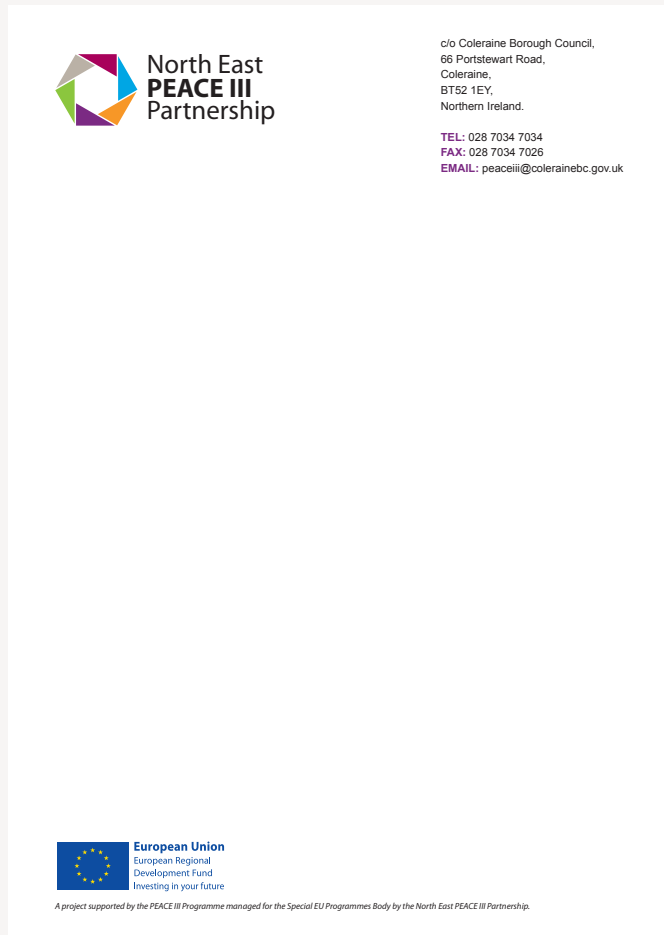 North East
PEACE III
Partnership
c/o Coleraine Borough Council,
66 Portstewart Road,
Coleraine,
BT52 1EY,
Northern Ireland.
TEL: 028 7034 7034
FAX: 028 7034 7026
EMAIL: peaceiii@colerainebc.gov.uk
European Union
European Regional
Development Fund
Investing in your future
A project supported by the PEACE III Programme managed for the Special EU Programmes Body by the North East PEACE III Partnership.